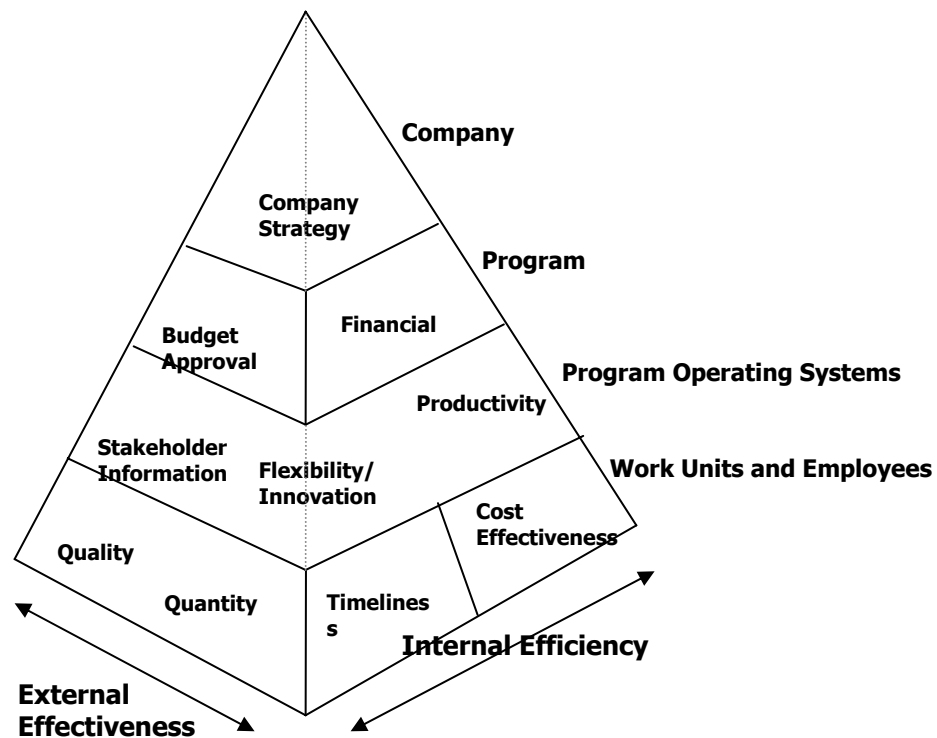 Company
Company
Strategy
Program
Budget
Approval
Financial
Program Operating Systems
Productivity
Stakeholder
Information
Flexibility/
Innovation
Work Units and Employees
Cost
Effectiveness
Quality
Quantity
Timelines
s
Internal Efficiency
External
Effectiveness